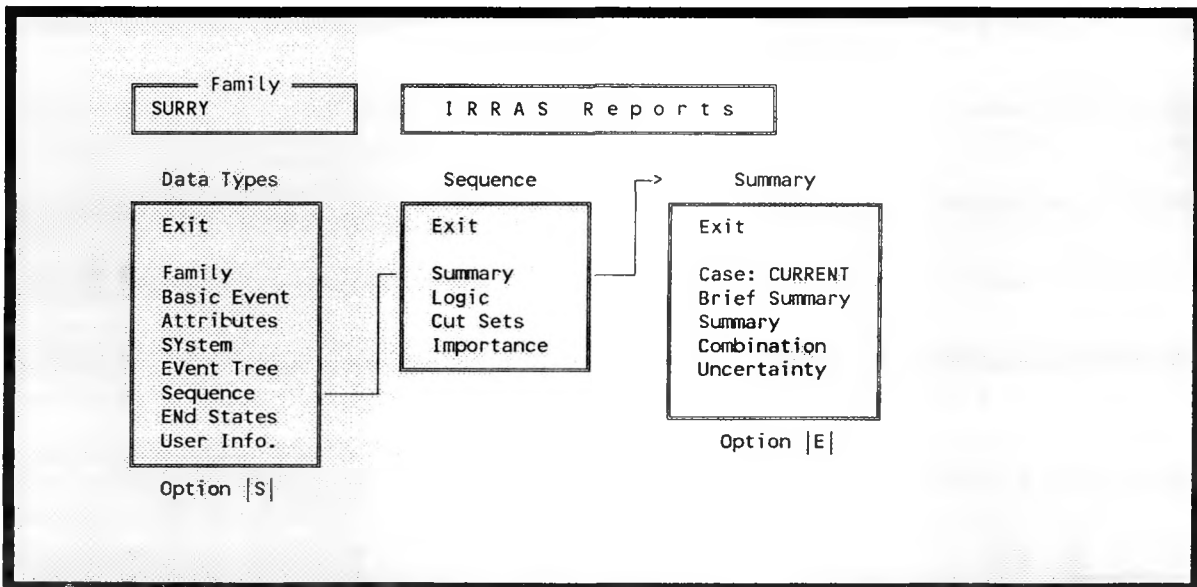 Family
SURRY
I R R A S   R e p o r t s
Data Types
Exit
Family
Basic Event
Attributes
SYstem
EVent Tree
Sequence
ENd States
User Info.
Option |S|
Sequence
Exit
Summary
Logic
Cut Sets
Importance
Summary
Exit
Case: CURRENT
Brief Summary
Summary
Combination
Uncertainty
Option |E|